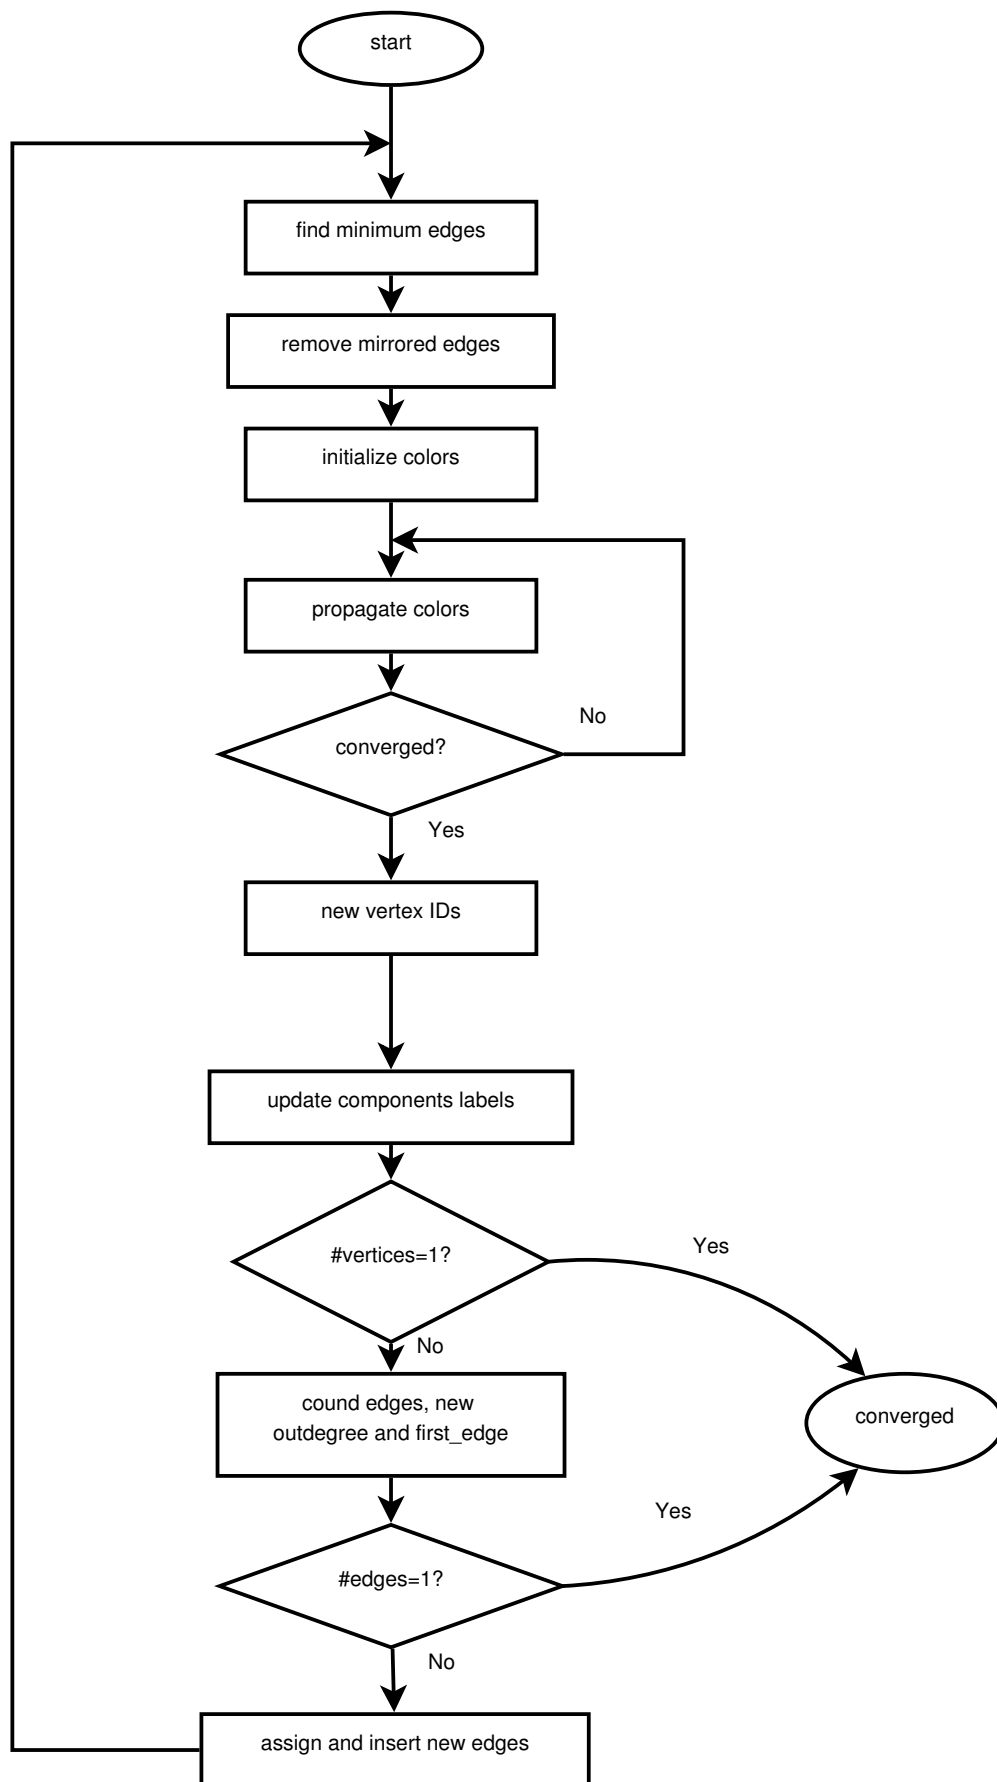 start
find minimum edges
remove mirrored edges
initialize colors
propagate colors
No
converged?
Yes
new vertex IDs
update components labels
#vertices=1?
Yes
No
cound edges, new
outdegree and first_edge
converged
Yes
#edges=1?
No
assign and insert new edges